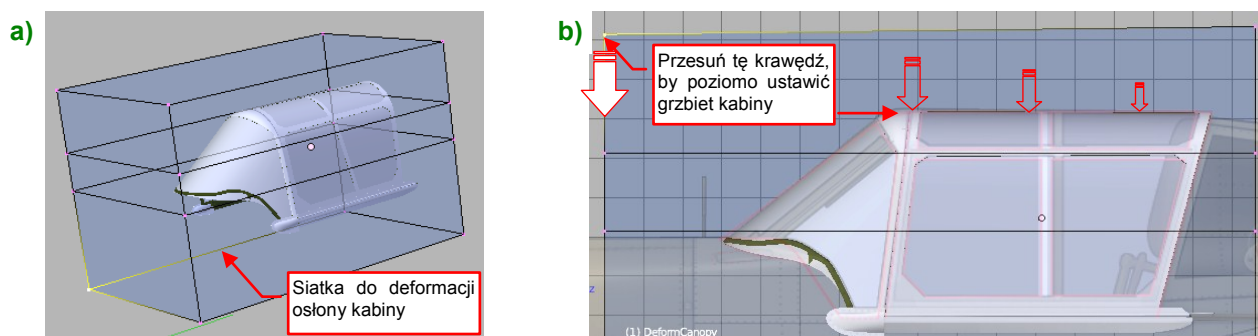 a)
Siatka do deformacji
osłony kabiny
b)
Przesuń tę krawędź,
by poziomo ustawić
grzbiet kabiny
z
(1) DeformCanopy